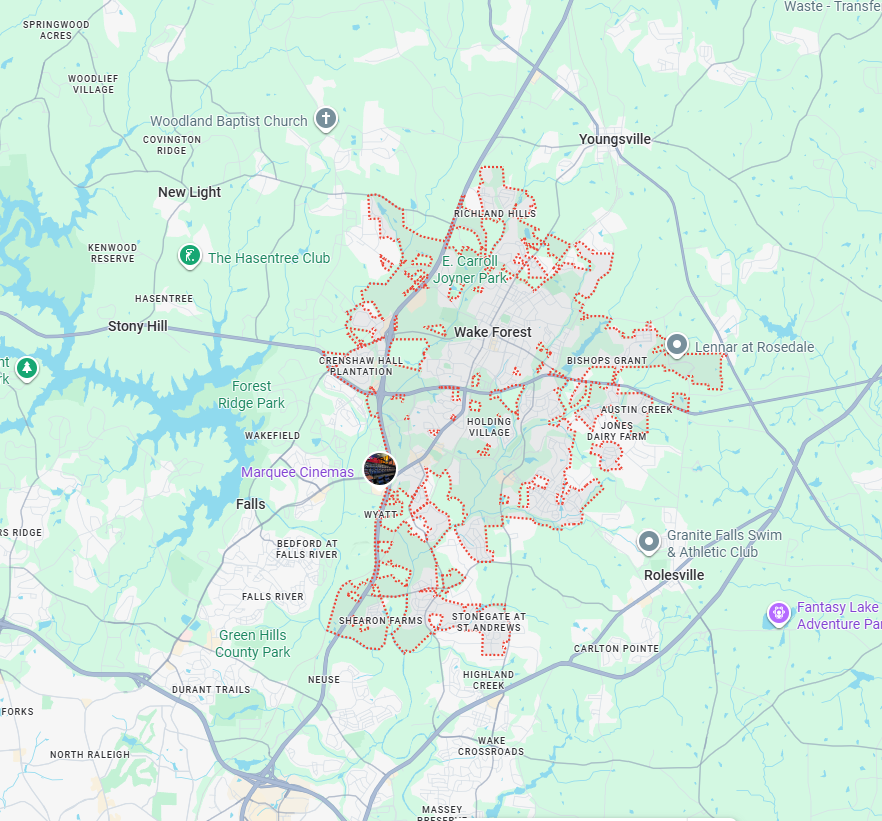 Waste - Transfe
SPRINGWOOD
ACRES
WOODLIEF
VILLAGE
Woodland Baptist Church
COVINGTON
RIDGE
Youngsville
New Light
RICHLAND HILLS
KENWOOD
RESERVE
The Hasentree Club
E. Carroll
Joyner Park
HASENTREE
Stony Hill
Wake Forest
Lennar at Rosedale
nt
rk
CRENSHAW HALL
PLANTATION
BISHOPS GRANT
Forest
Ridge Park
AUSTIN CREEK
JONES
DAIRY FARM
HOLDING
VILLAGE
WAKEFIELD
Marquee Cinemas
Falls
WYATT
RS RIDGE
BEDFORD AT
FALLS RIVER
Granite Falls Swim
& Athletic Club
Rolesville
FALLS RIVER
Fantasy Lake
Adventure Par
SHEARON FARMS
STONEGATE AT
ST. ANDREWS
Green Hills
County Park
CARLTON POINTE
NEUSE
HIGHLAND
CREEK
DURANT TRAILS
FORKS
NORTH RALEIGH
WAKE
CROSSROADS
MASSEY
PRESERVE